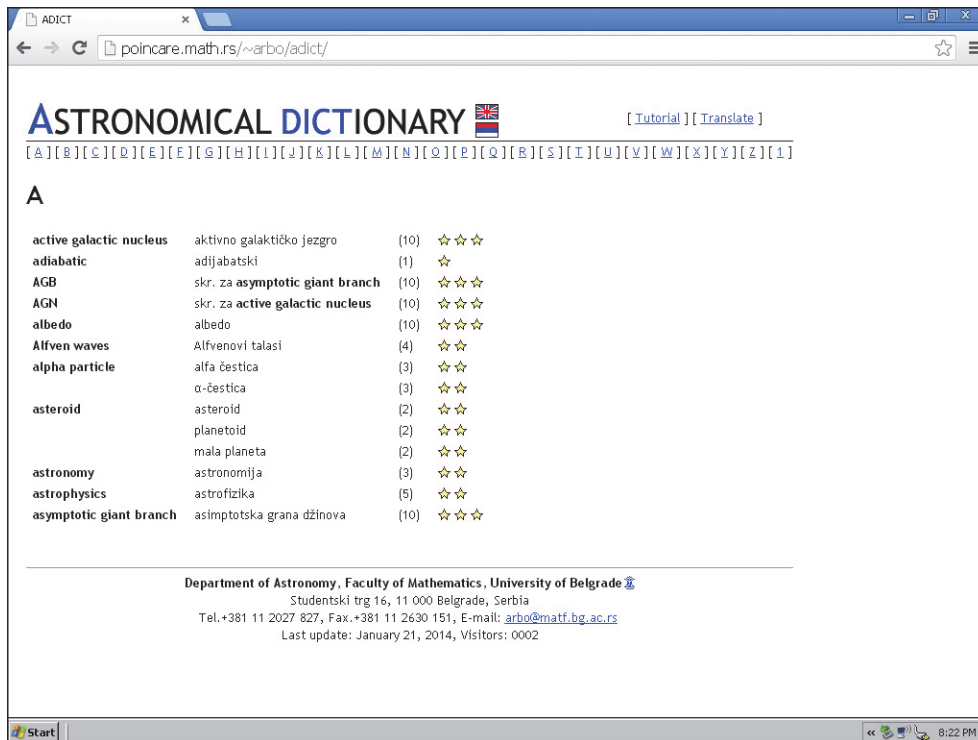 ADICT
poincare.math.rs/~arbo/adict/
ASTRONOMICAL DICTIONARY
[ Tutorial ] [ Translate ]
[ A ] [ B ] [ C ] [ D ] [ E ] [ F ] [ G ] [ H ] [ I ] [ J ] [ K ] [ L ] [ M ] [ N ] [ O ] [ P ] [ Q ] [ R ] [ S ] [ T ] [ U ] [ V ] [ W ] [ X ] [ Y ] [ Z ] [ 1 ]
A
active galactic nucleus aktivno galaktičko jezgro (10)
adiabatic adijabatski (1)
AGB skr. za asymptotic giant branch (10)
AGN skr. za active galactic nucleus (10)
albedo albedo (10)
Alfven waves Alfvenovi talasi (4)
alpha particle alfa čestica (3)
α-čestica (3)
asteroid asteroid (2)
planetoid (2)
mala planeta (2)
astronomy astronomija (3)
astrophysics astrofizika (5)
asymptotic giant branch asimptotska grana džinova (10)
Department of Astronomy, Faculty of Mathematics, University of Belgrade
Studentski trg 16, 11 000 Belgrade, Serbia
Tel.+381 11 2027 827, Fax.+381 11 2630 151, E-mail: arbo@matf.bg.ac.rs
Last update: January 21, 2014, Visitors: 0002
Start
8:22 PM